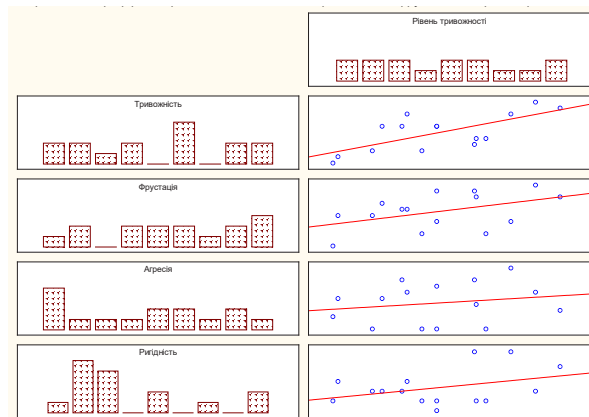 Рівень тривожності
Тривожність
Фрустація
Агресія
Ригідність